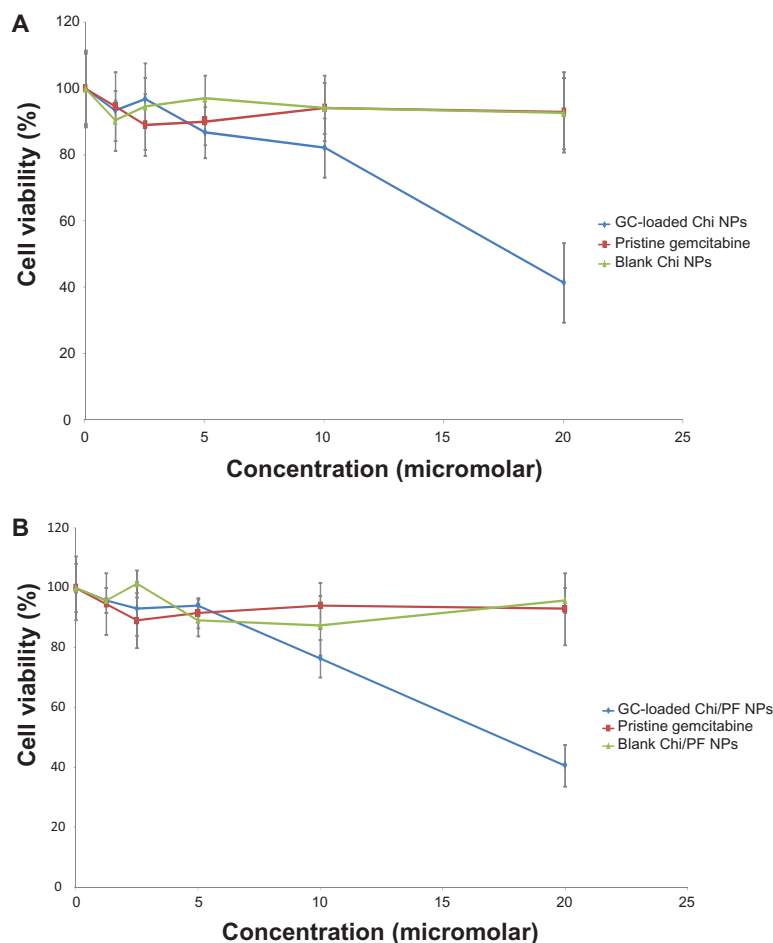 A
120
100
80
60
40
20
0
Cell viability (%)
0 5 10 15 20 25
Concentration (micromolar)
GC-loaded Chi NPs
Pristine gemcitabine
Blank Chi NPs
B
120
100
80
60
40
20
0
Cell viability (%)
0 5 10 15 20 25
Concentration (micromolar)
GC-loaded Chi/PF NPs
Pristine gemcitabine
Blank Chi/PF NPs